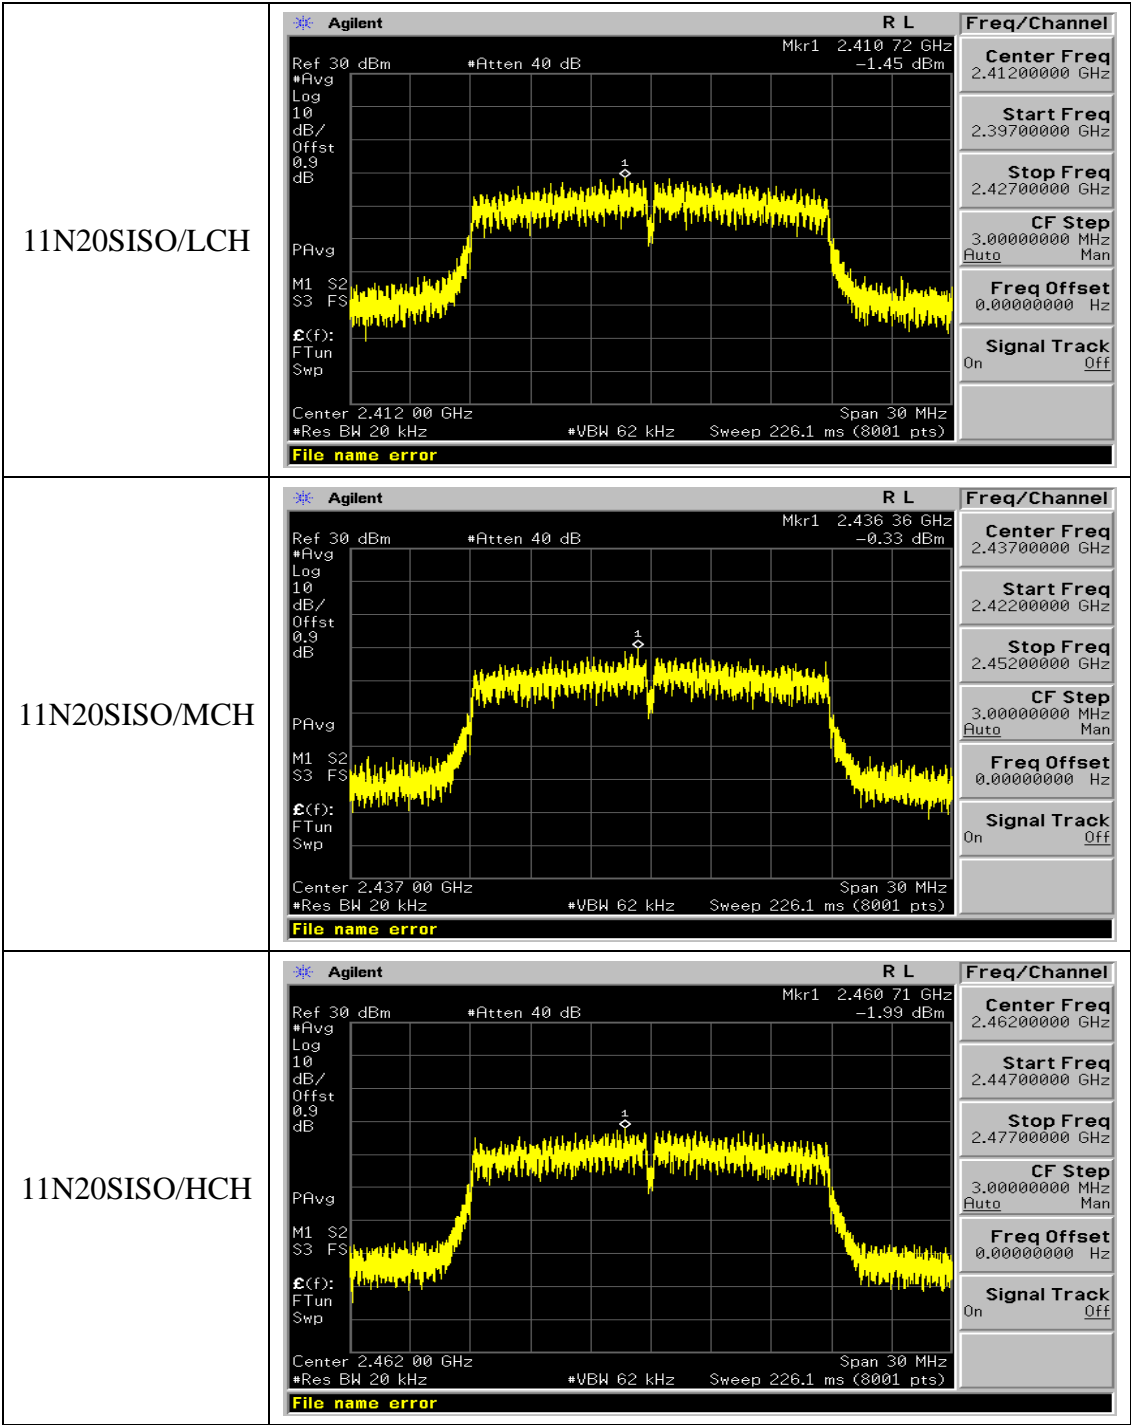 11N20SISO/LCH
Agilent R L Freq/Channel
Mkr1 2.410 72 GHz
Ref 30 dBm #Atten 40 dB -1.45 dBm
#Avg
Log
10
dB/
Offst
0.9
dB
1
PAvg
M1 S2
S3 FS
£(f):
FTun
Swp
Center 2.412 00 GHz Span 30 MHz
#Res BW 20 kHz #VBW 62 kHz Sweep 226.1 ms (8001 pts)
File name error
Center Freq
2.41200000 GHz
Start Freq
2.39700000 GHz
Stop Freq
2.42700000 GHz
CF Step
3.00000000 MHz
Auto Man
Freq Offset
0.00000000 Hz
Signal Track
On Off
11N20SISO/MCH
Agilent R L Freq/Channel
Mkr1 2.436 36 GHz
Ref 30 dBm #Atten 40 dB -0.33 dBm
#Avg
Log
10
dB/
Offst
0.9
dB
1
PAvg
M1 S2
S3 FS
£(f):
FTun
Swp
Center 2.437 00 GHz Span 30 MHz
#Res BW 20 kHz #VBW 62 kHz Sweep 226.1 ms (8001 pts)
File name error
Center Freq
2.43700000 GHz
Start Freq
2.42200000 GHz
Stop Freq
2.45200000 GHz
CF Step
3.00000000 MHz
Auto Man
Freq Offset
0.00000000 Hz
Signal Track
On Off
11N20SISO/HCH
Agilent R L Freq/Channel
Mkr1 2.460 71 GHz
Ref 30 dBm #Atten 40 dB -1.99 dBm
#Avg
Log
10
dB/
Offst
0.9
dB
1
PAvg
M1 S2
S3 FS
£(f):
FTun
Swp
Center 2.462 00 GHz Span 30 MHz
#Res BW 20 kHz #VBW 62 kHz Sweep 226.1 ms (8001 pts)
File name error
Center Freq
2.46200000 GHz
Start Freq
2.44700000 GHz
Stop Freq
2.47700000 GHz
CF Step
3.00000000 MHz
Auto Man
Freq Offset
0.00000000 Hz
Signal Track
On Off